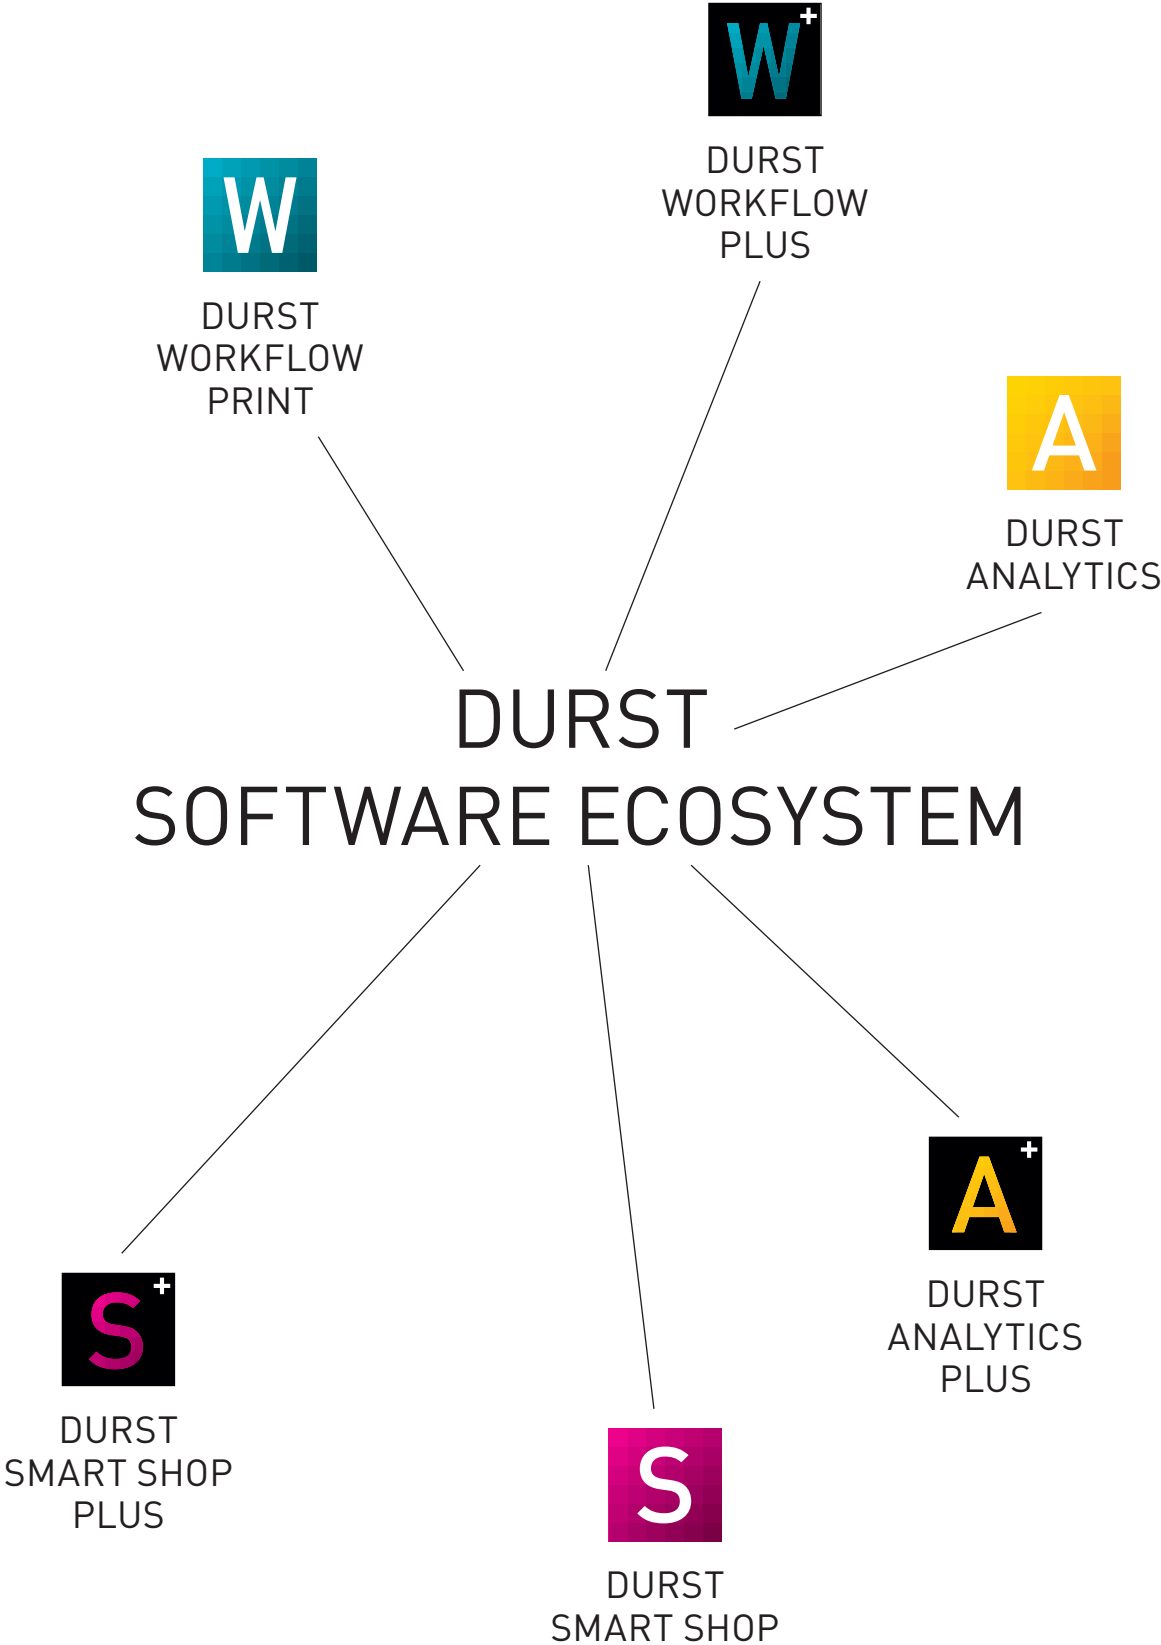 W+
DURST
WORKFLOW
PLUS
W
DURST
WORKFLOW
PRINT
A
DURST
ANALYTICS
DURST
SOFTWARE ECOSYSTEM
A+
DURST
ANALYTICS
PLUS
S+
DURST
SMART SHOP
PLUS
S
DURST
SMART SHOP